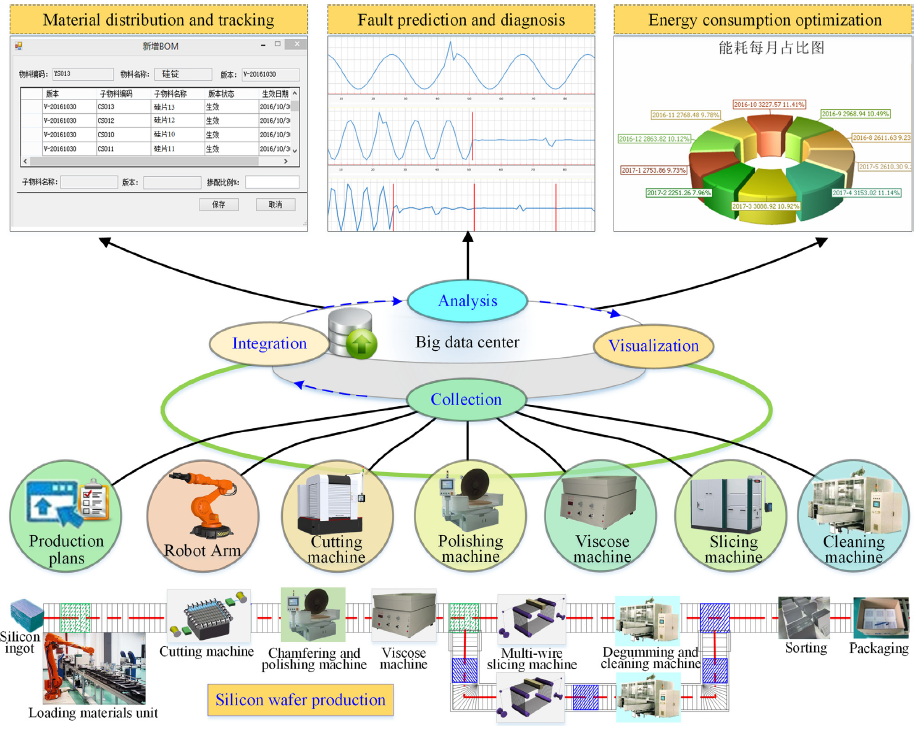 Material distribution and tracking
Fault prediction and diagnosis
Energy consumption optimization
新增BOM
物料编码: YS013 物料名称: 硅锭 版本: V-20161030
版本 子物料编码 子物料名称 版本状态 生效日期
V-20161030 CS013 硅片13 生效 2016/10/30
V-20161030 CS012 硅片12 生效 2016/10/30
V-20161030 CS010 硅片10 生效 2016/10/30
V-20161030 CS011 硅片11 生效 2016/10/3
子物料名称: 版本: 掺配比例%:
保存 取消
能耗每月占比图
2016-10 3227.57 11.41%
2016-11 2768.48 9.78%
2016-9 2968.94 10.49%
2016-12 2863.82 10.12%
2016-8 2611.63 9.23
2017-1 2753.86 9.73%
2017-5 2610.30 9.2
2017-2 2251.26 7.96%
2017-4 3153.02 11.14%
2017-3 3088.92 10.92%
Analysis
Integration
Big data center
Visualization
Collection
Production
plans
Robot Arm
Cutting
machine
Polishing
machine
Viscose
machine
Slicing
machine
Cleaning
machine
Silicon
ingot
Loading materials unit
Cutting machine
Chamfering and
polishing machine
Viscose
machine
Multi-wire
slicing machine
Degumming and
cleaning machine
Sorting
Packaging
Silicon wafer production